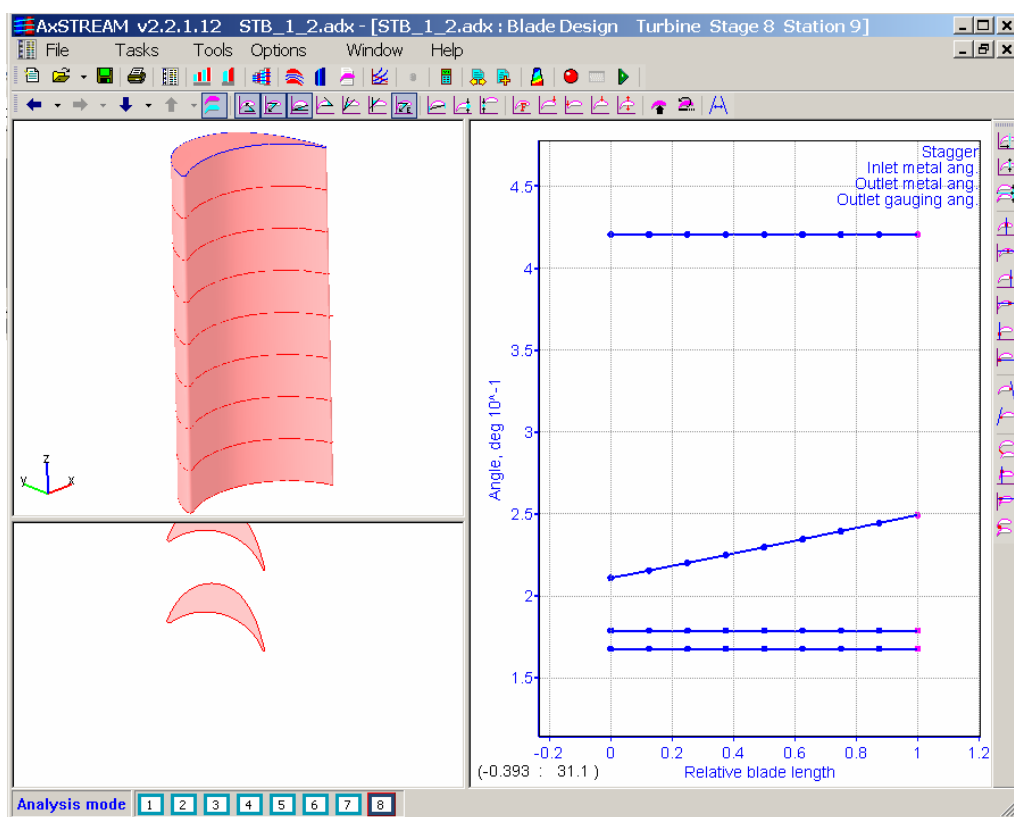 AxSTREAM v2.2.1.12 STB_1_2.adx - [STB_1_2.adx : Blade Design Turbine Stage 8 Station 9]
File Tasks Tools Options Window Help
z
y x
Stagger
Inlet metal ang.
Outlet metal ang.
Outlet gauging ang.
4.5
4
3.5
3
2.5
2
1.5
Angle, deg 10^-1
-0.2 0 0.2 0.4 0.6 0.8 1 1.2
(-0.393 : 31.1 ) Relative blade length
Analysis mode 1 2 3 4 5 6 7 8